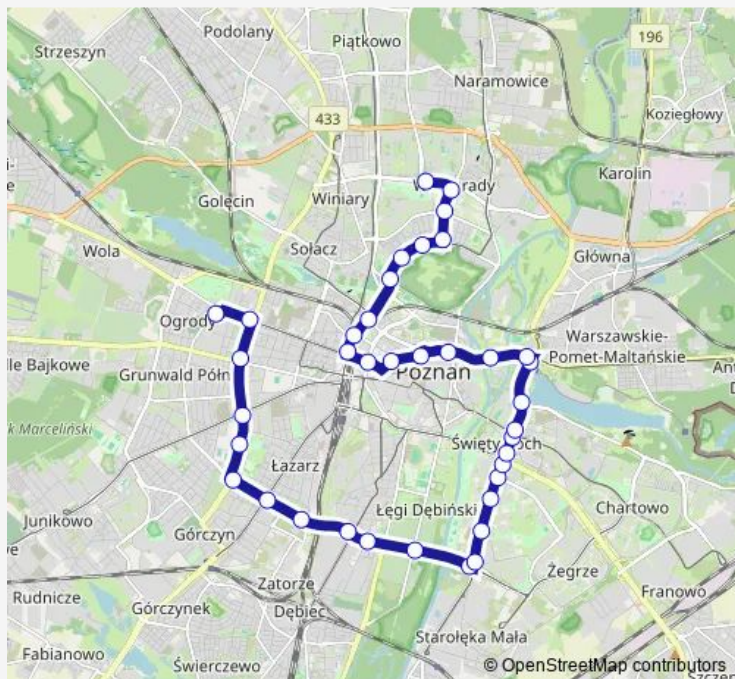 Podolany
Piątkowo
196
Strzeszyn
Naramowice
Koziegłowy
433
Karolin
Golęcin
Winiary
Sołacz
Wola
Główna
Ogrody
Warszawskie-
Pomet-Maltańskie
lle Bajkowe
Grunwald Półn
Poznań
k Marceliński
Święty Roch
Łazarz
Łęgi Dębiński
Chartowo
Junikowo
Górczyn
Żegrze
Zatorze
Franowo
Rudnicze
Górczynek
Dębiec
Starołęka Mała
Fabianowo
Świerczewo
© OpenStreetMap contributors